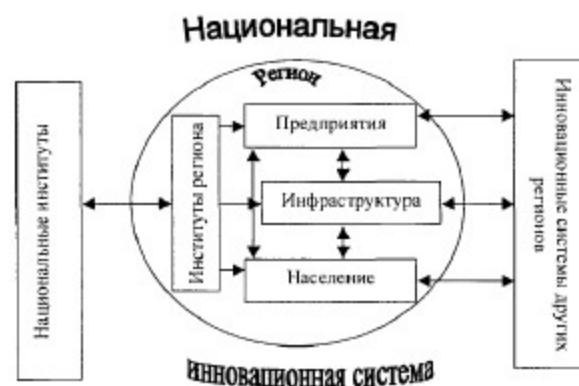 Национальная
Регион
Национальные институты
Институты региона
Предприятия
Инфраструктура
Население
Инновационные системы других
регионов
инновационная система